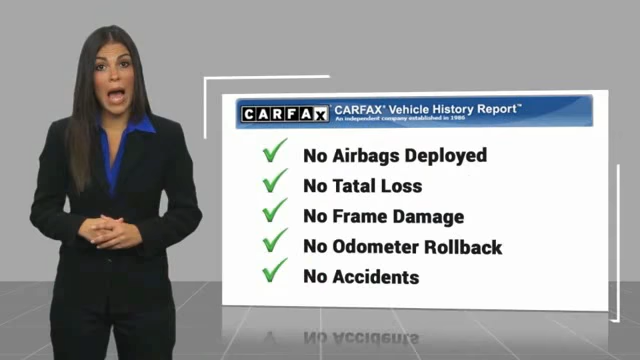 CARFAX CARFAX® Vehicle History Report™
An independent company established in 1986
No Airbags Deployed
No Tatal Loss
No Frame Damage
No Odometer Rollback
No Accidents